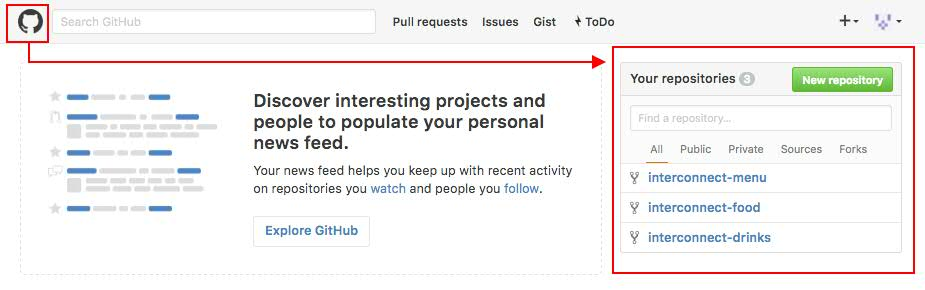 Search GitHub
Pull requests
Issues
Gist
ToDo
Discover interesting projects and
people to populate your personal
news feed.
Your news feed helps you keep up with recent activity
on repositories you watch and people you follow.
Explore GitHub
Your repositories 3
New repository
Find a repository...
All Public Private Sources Forks
interconnect-menu
interconnect-food
interconnect-drinks